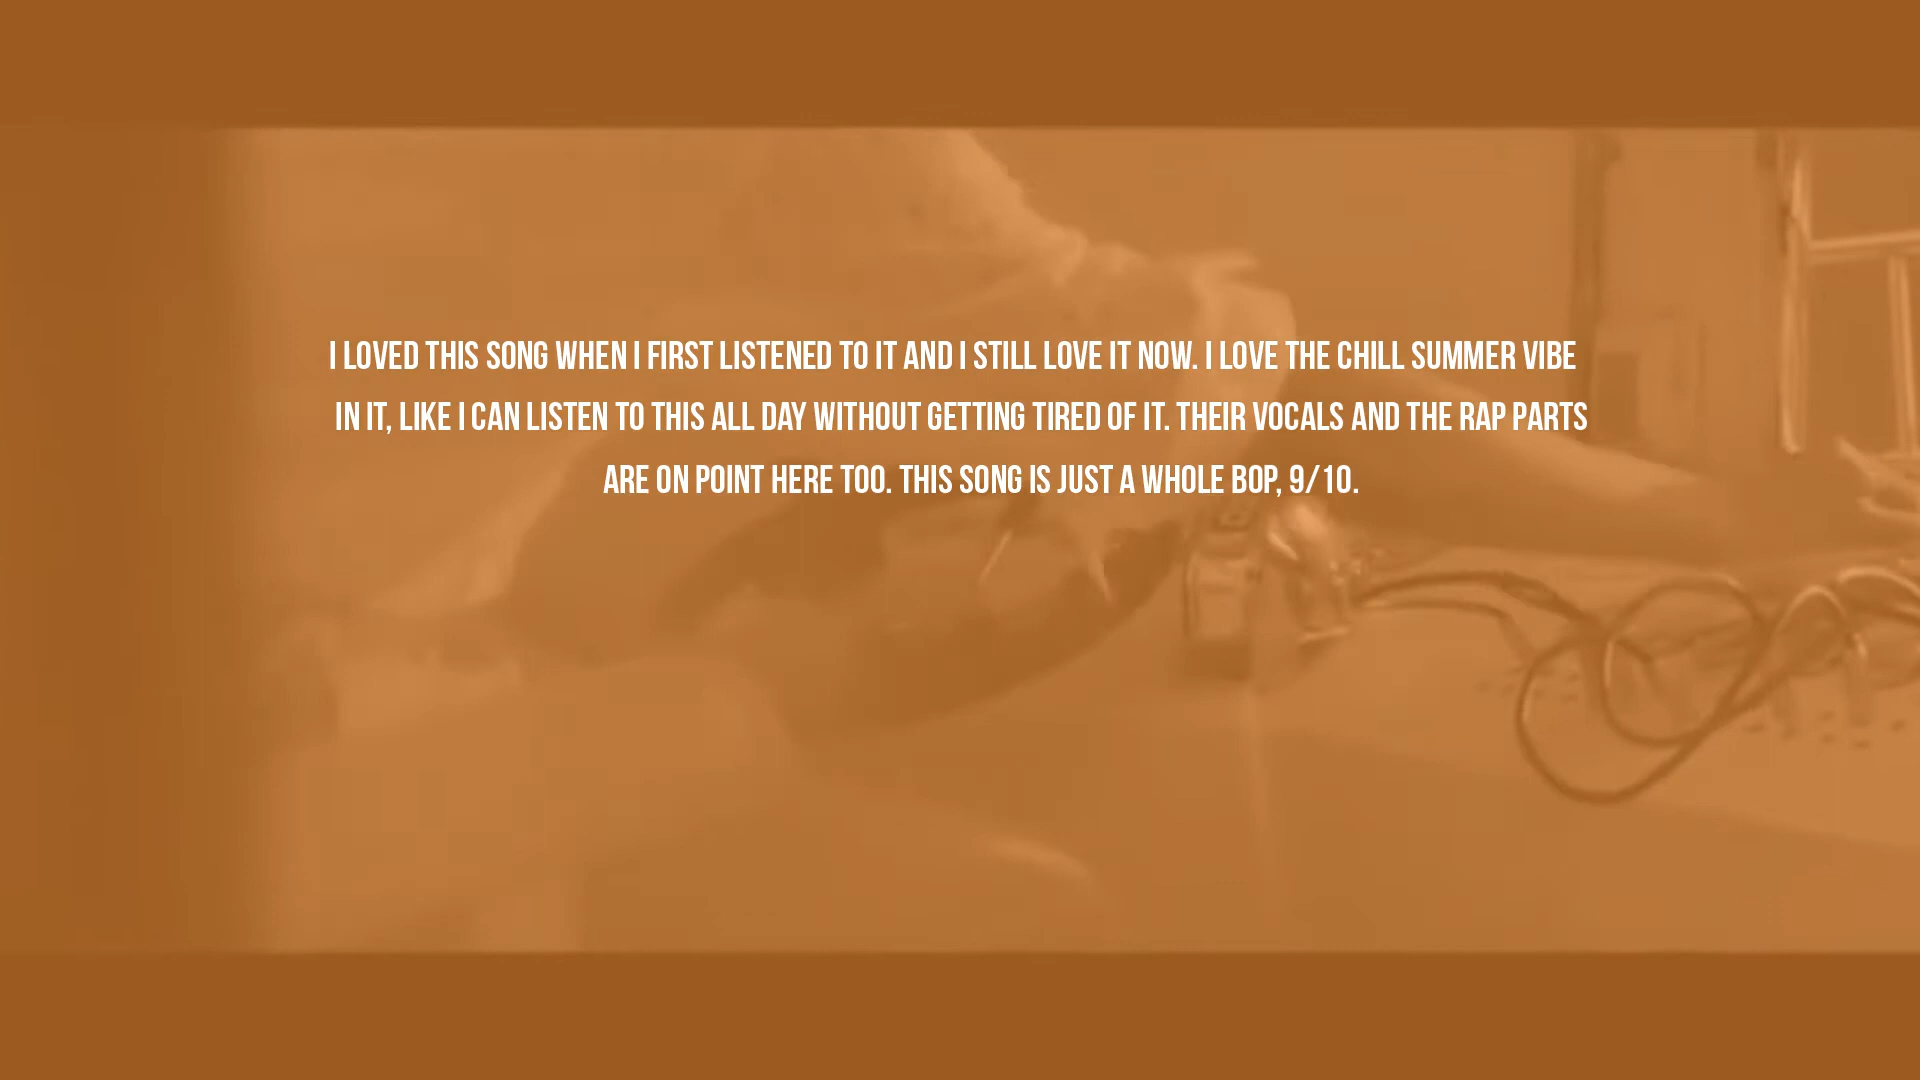 I LOVED THIS SONG WHEN I FIRST LISTENED TO IT AND I STILL LOVE IT NOW. I LOVE THE CHILL SUMMER VIBE
IN IT, LIKE I CAN LISTEN TO THIS ALL DAY WITHOUT GETTING TIRED OF IT. THEIR VOCALS AND THE RAP PARTS
ARE ON POINT HERE TOO. THIS SONG IS JUST A WHOLE BOP, 9/10.